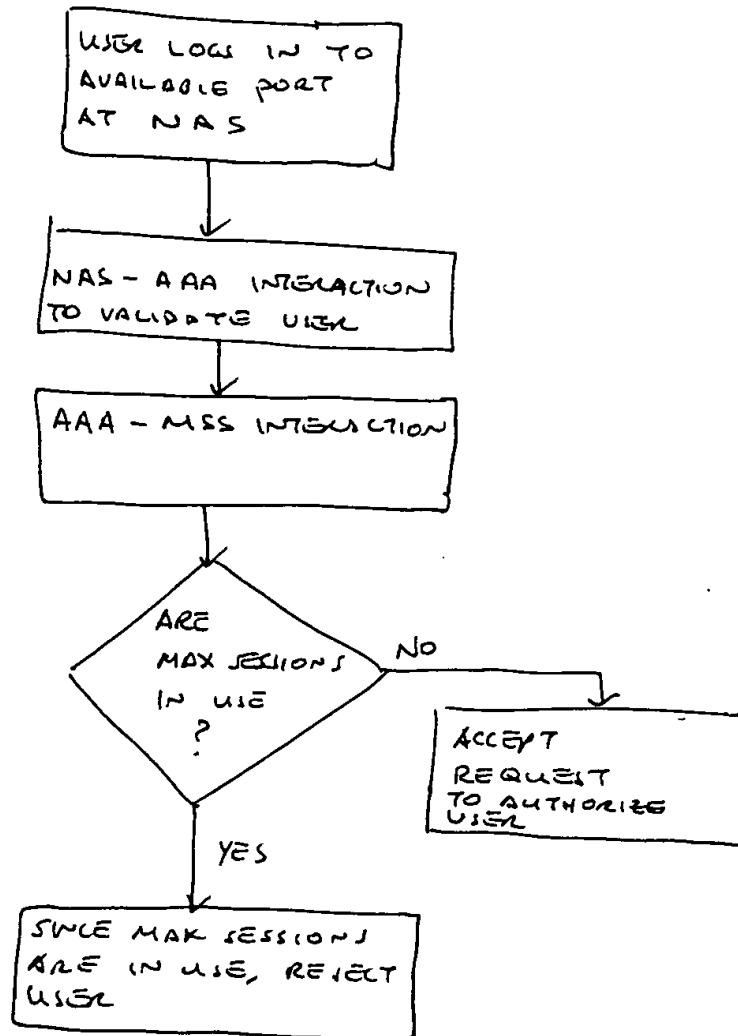 USER LOGS IN TO
AVAILABLE PORT
AT NAS
NAS - AAA INTERACTION
TO VALIDATE USER
AAA - MSS INTERACTION
ARE
MAX SESSIONS
IN USE
?
NO
ACCEPT
REQUEST
TO AUTHORIZE
USER
YES
SINCE MAX SESSIONS
ARE IN USE, REJECT
USER